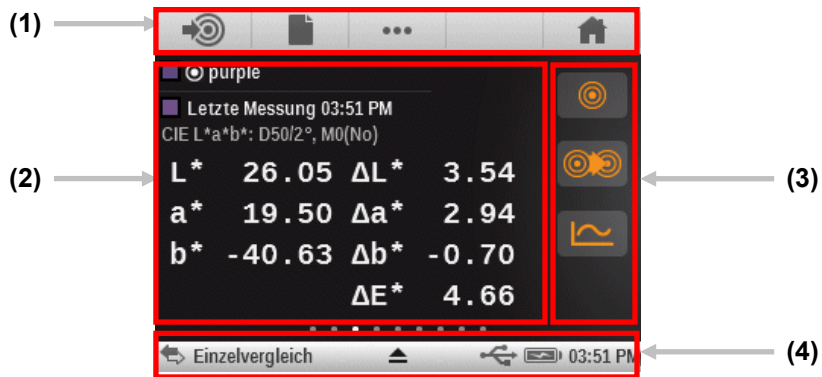 (1)
purple
Letzte Messung 03:51 PM
CIE L*a*b*: D50/2°, M0(No)
L* 26.05 ΔL* 3.54
a* 19.50 Δa* 2.94
b* -40.63 Δb* -0.70
ΔE* 4.66
(2)
(3)
Einzelvergleich 03:51 PM
(4)